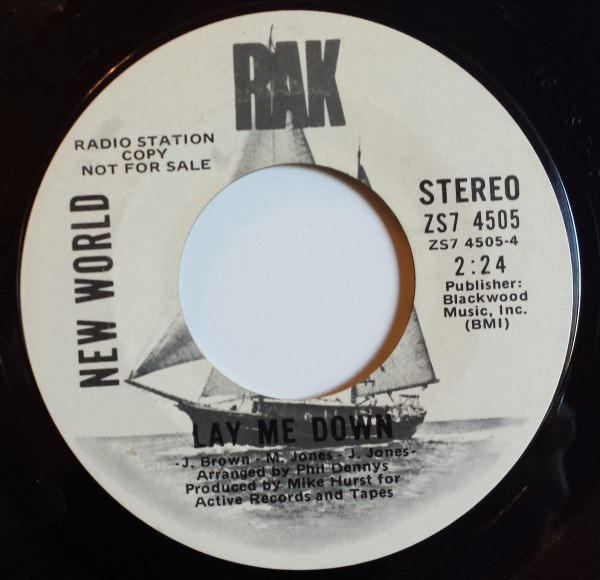 RAK
RADIO STATION
COPY
NOT FOR SALE
NEW WORLD
STEREO
ZS7 4505
ZS7 4505-4
2:24
Publisher:
Blackwood
Music, Inc.
(BMI)
LAY ME DOWN
-J. Brown - M. Jones - J. Jones-
Arranged by Phil Dennys
Produced by Mike Hurst for
Active Records and Tapes